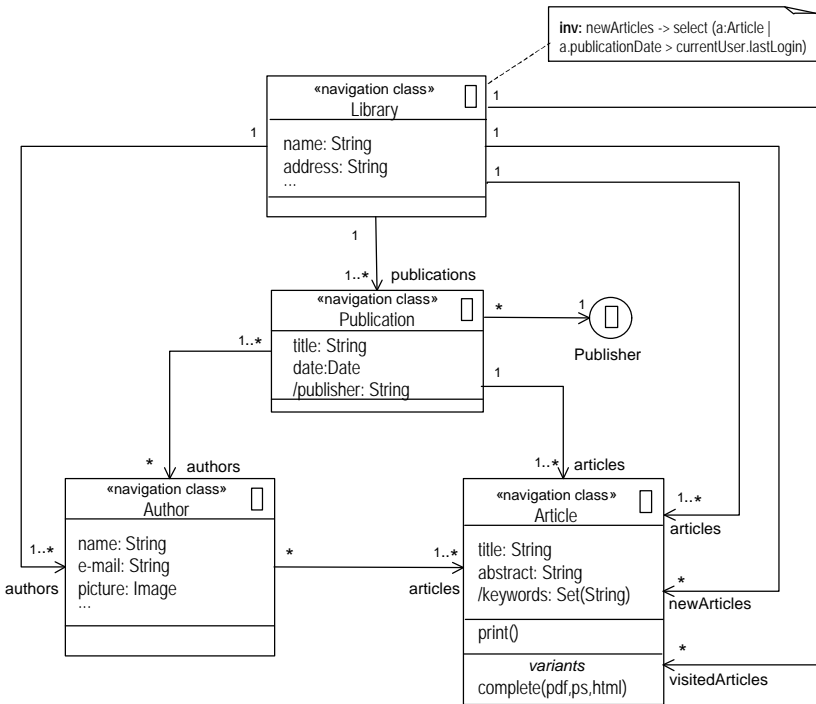 inv: newArticles -> select (a:Article |
a.publicationDate > currentUser.lastLogin)
«navigation class»
Library
name: String
address: String
...
1
1
1
1
1
1..*
publications
«navigation class»
Publication
title: String
date:Date
/publisher: String
*
1
Publisher
1..*
1
*
authors
1..*
articles
«navigation class»
Author
name: String
e-mail: String
picture: Image
...
1..*
authors
*
1..*
articles
«navigation class»
Article
title: String
abstract: String
/keywords: Set(String)
print()
variants
complete(pdf,ps,html)
1..*
articles
*
newArticles
*
visitedArticles